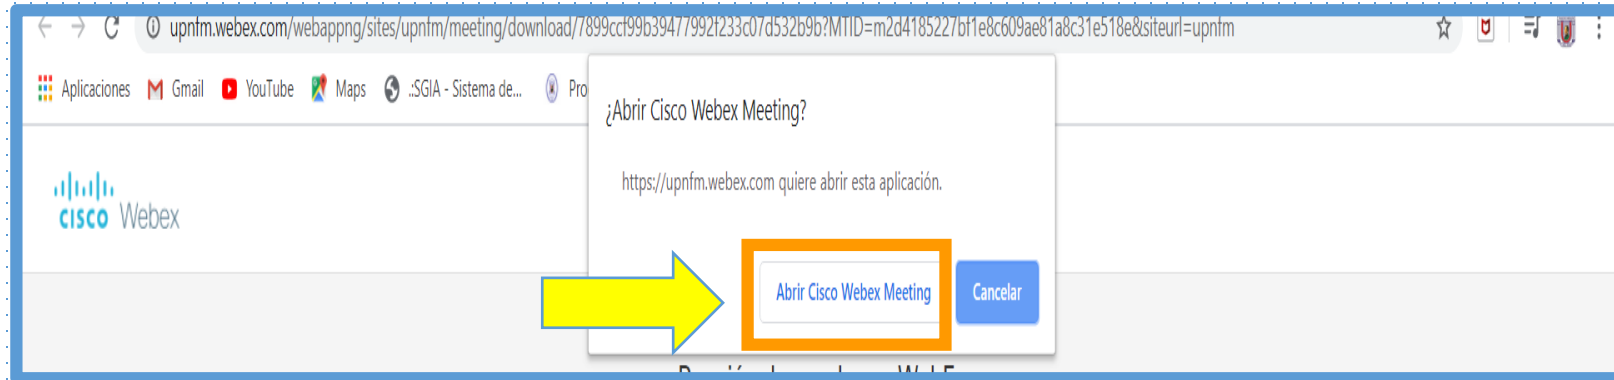 upnfm.webex.com/webappng/sites/upnfm/meeting/download/7899ccf99b39477992f233c07d532b9b?MTID=m2d4185227bf1e8c609ae81a8c31e518e&siteurl=upnfm
Aplicaciones Gmail YouTube Maps .:SGIA - Sistema de... Pro
¿Abrir Cisco Webex Meeting?
https://upnfm.webex.com quiere abrir esta aplicación.
cisco Webex
Abrir Cisco Webex Meeting Cancelar